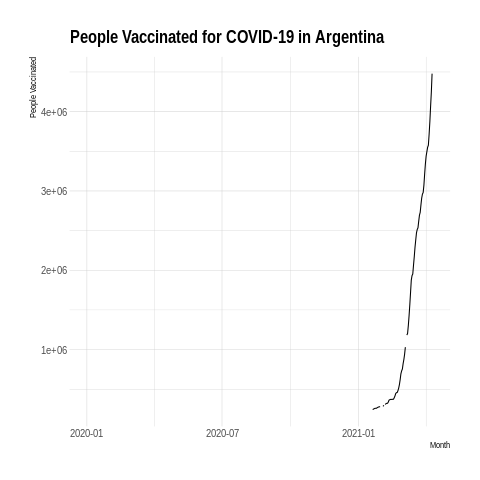 People Vaccinated for COVID-19 in Argentina
People Vaccinated
4e+06
3e+06
2e+06
1e+06
2020-01
2020-07
2021-01
Month